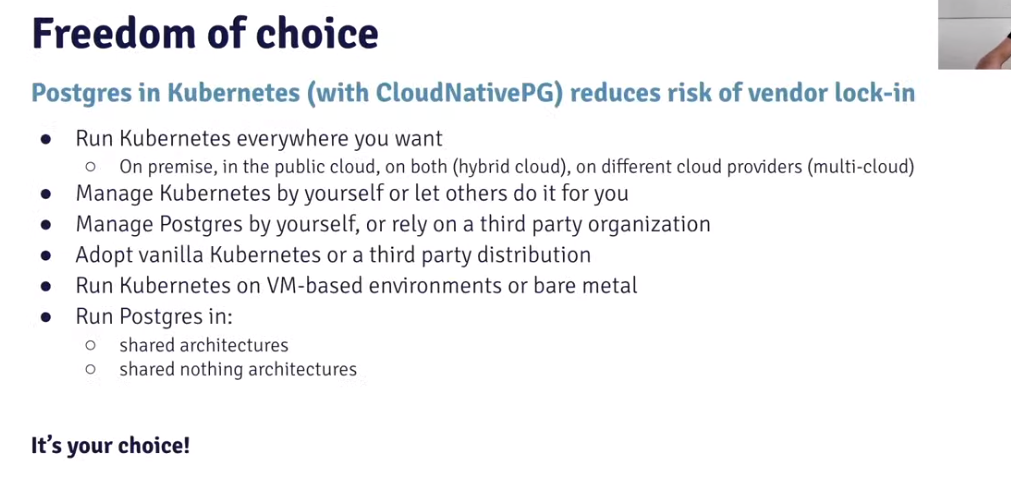 Freedom of choice
Postgres in Kubernetes (with CloudNativePG) reduces risk of vendor lock-in
● Run Kubernetes everywhere you want
○ On premise, in the public cloud, on both (hybrid cloud), on different cloud providers (multi-cloud)
● Manage Kubernetes by yourself or let others do it for you
● Manage Postgres by yourself, or rely on a third party organization
● Adopt vanilla Kubernetes or a third party distribution
● Run Kubernetes on VM-based environments or bare metal
● Run Postgres in:
○ shared architectures
○ shared nothing architectures
It's your choice!